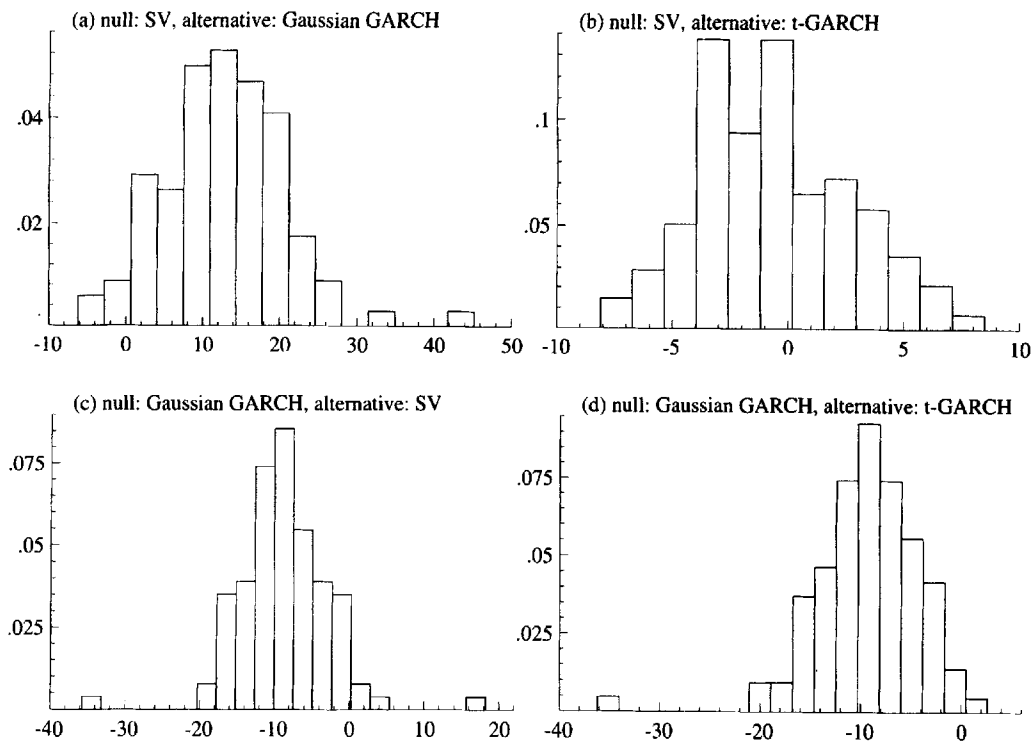 (a) null: SV, alternative: Gaussian GARCH
.04
.02
-10 0 10 20 30 40 50
(b) null: SV, alternative: t-GARCH
.1
.05
-10 -5 0 5 10
(c) null: Gaussian GARCH, alternative: SV
.075
.05
.025
-40 -30 -20 -10 0 10 20
(d) null: Gaussian GARCH, alternative: t-GARCH
.075
.05
.025
-40 -30 -20 -10 0